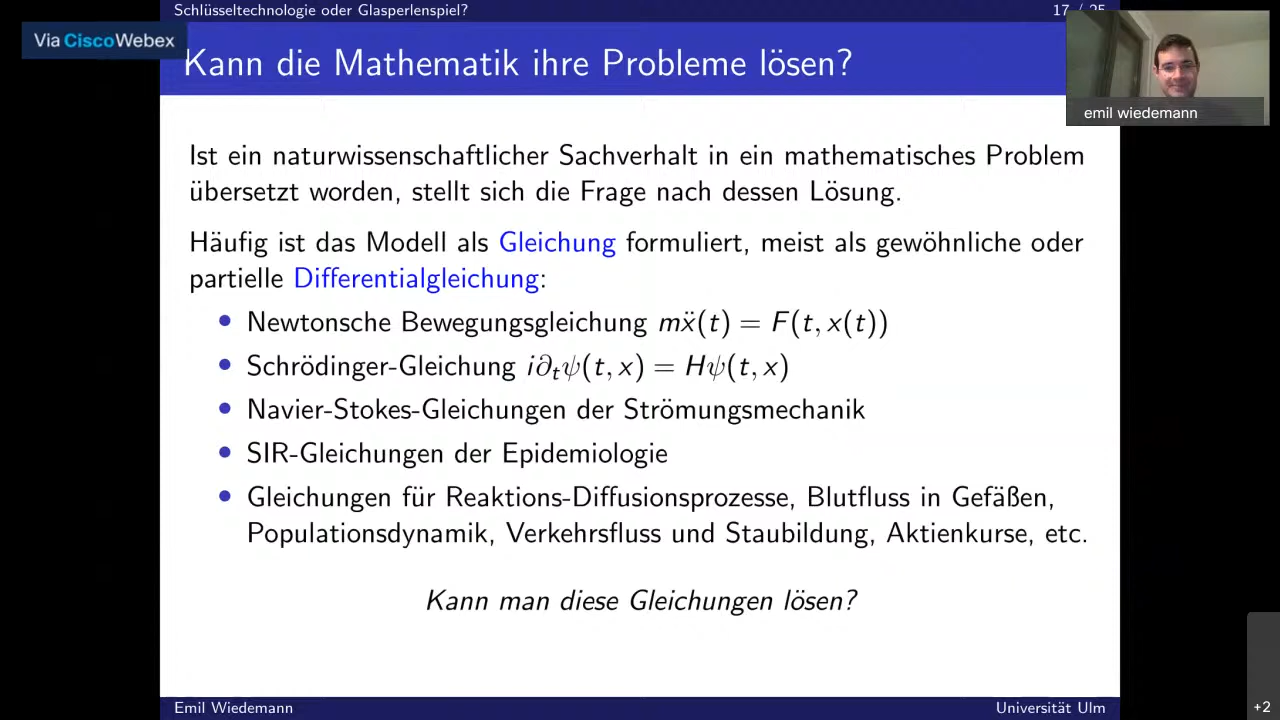 Schlüsseltechnologie oder Glasperlenspiel?
17 / 25
Via CiscoWebex
Kann die Mathematik ihre Probleme lösen?
emil wiedemann
Ist ein naturwissenschaftlicher Sachverhalt in ein mathematisches Problem
übersetzt worden, stellt sich die Frage nach dessen Lösung.
Häufig ist das Modell als Gleichung formuliert, meist als gewöhnliche oder
partielle Differentialgleichung:
• Newtonsche Bewegungsgleichung mẍ(t) = F(t, x(t))
• Schrödinger-Gleichung i∂ₜψ(t, x) = Hψ(t, x)
• Navier-Stokes-Gleichungen der Strömungsmechanik
• SIR-Gleichungen der Epidemiologie
• Gleichungen für Reaktions-Diffusionsprozesse, Blutfluss in Gefäßen,
Populationsdynamik, Verkehrsfluss und Staubildung, Aktienkurse, etc.
Kann man diese Gleichungen lösen?
Emil Wiedemann
Universität Ulm
+2